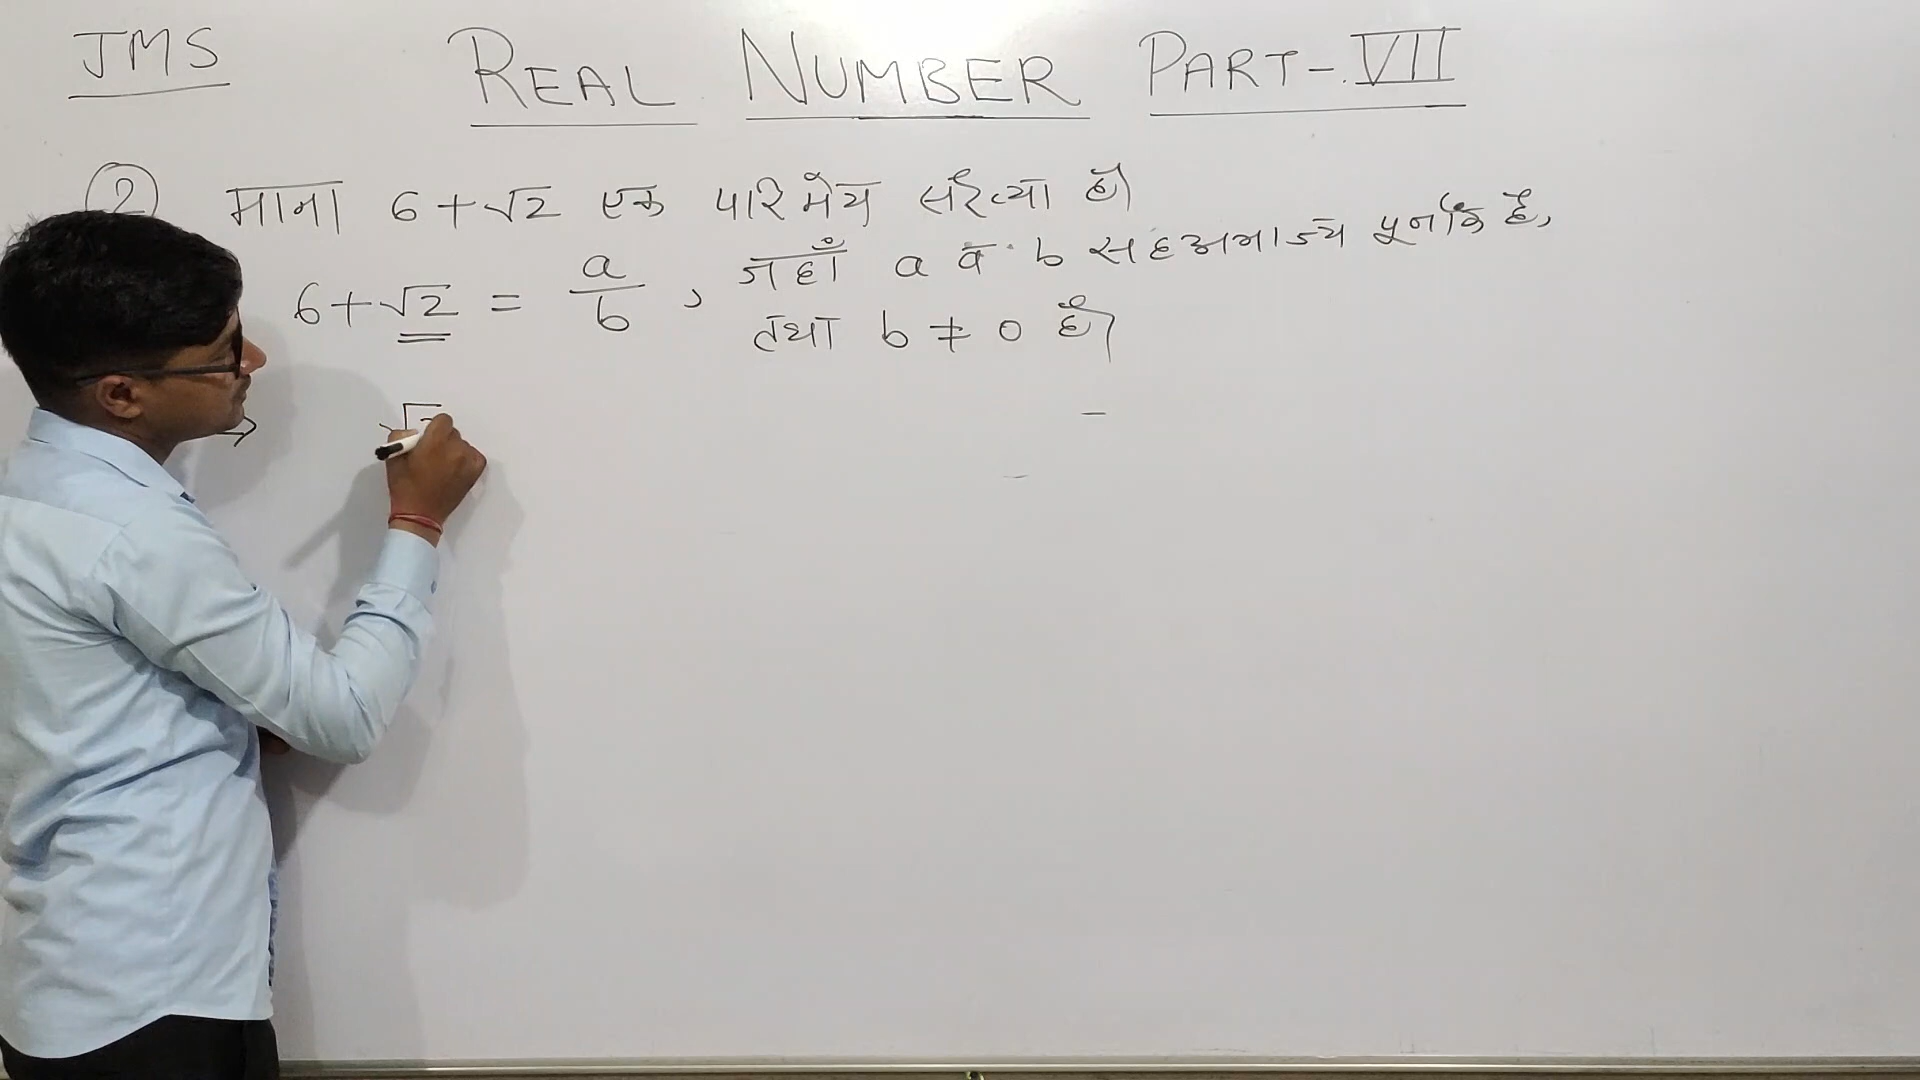 JMS REAL NUMBER PART-VII
2 माना 6+√2 एक परिमेय संख्या है।
6+√2 = a/b , जहाँ a व b सहअभाज्य पूर्नांक है,
तथा b ≠ 0 है।
→ √